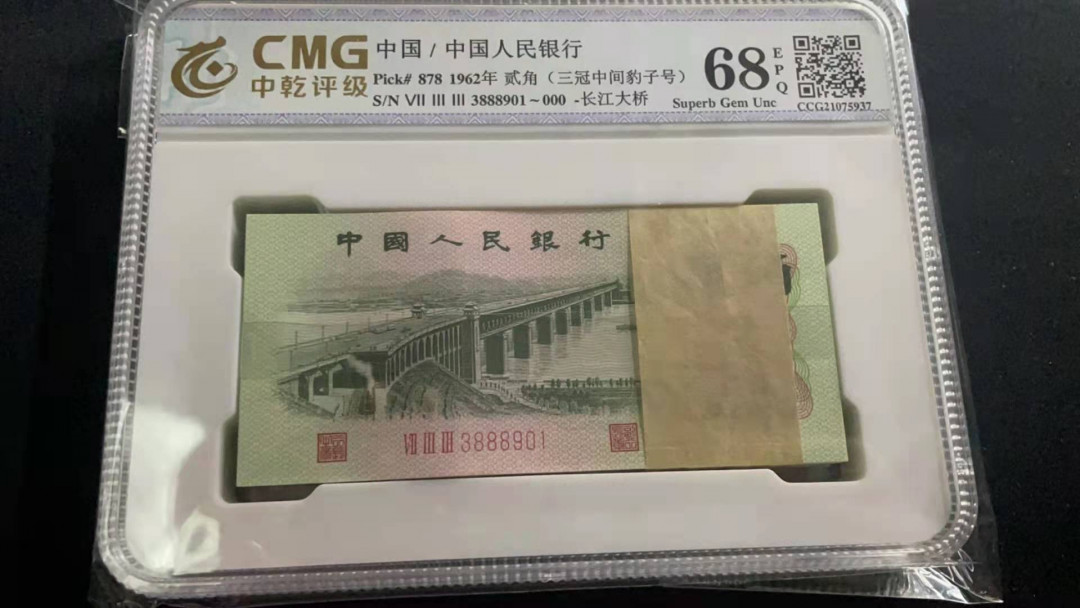 CMG
中乾评级
中国 / 中国人民银行
Pick# 878 1962年 贰角（三冠中间豹子号）
S/N VII III III 3888901～000 -长江大桥
68
EPQ
Superb Gem Unc
CCG21075937
中國人民銀行
VII III III 3888901